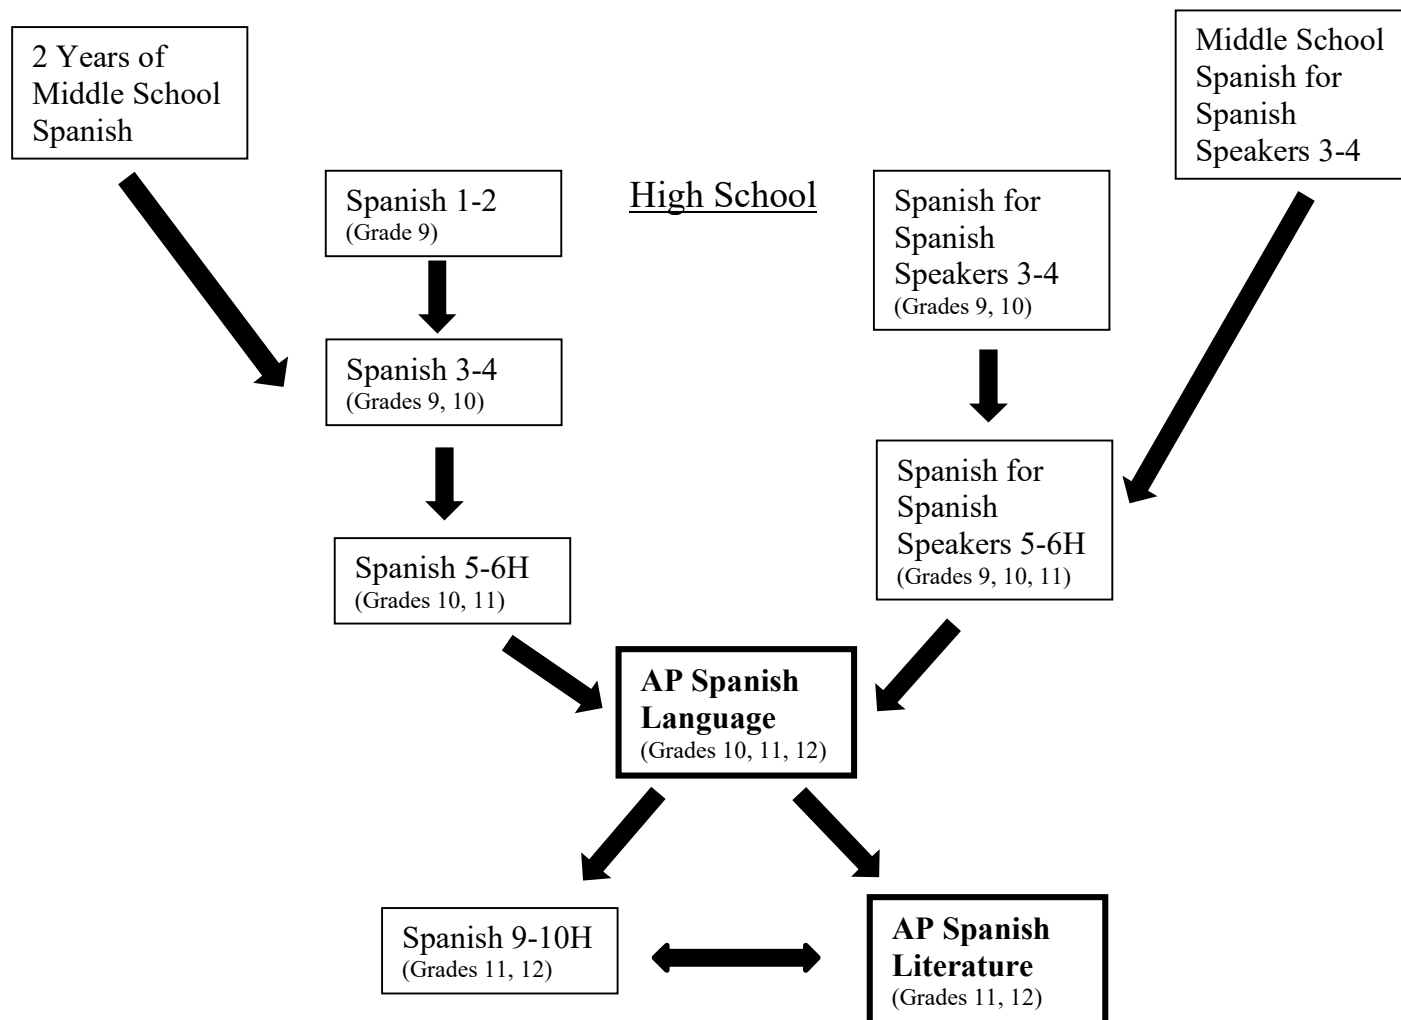 2 Years of
Middle School
Spanish
Middle School
Spanish for
Spanish
Speakers 3-4
High School
Spanish 1-2
(Grade 9)
Spanish for
Spanish
Speakers 3-4
(Grades 9, 10)
Spanish 3-4
(Grades 9, 10)
Spanish for
Spanish
Speakers 5-6H
(Grades 9, 10, 11)
Spanish 5-6H
(Grades 10, 11)
AP Spanish
Language
(Grades 10, 11, 12)
Spanish 9-10H
(Grades 11, 12)
AP Spanish
Literature
(Grades 11, 12)